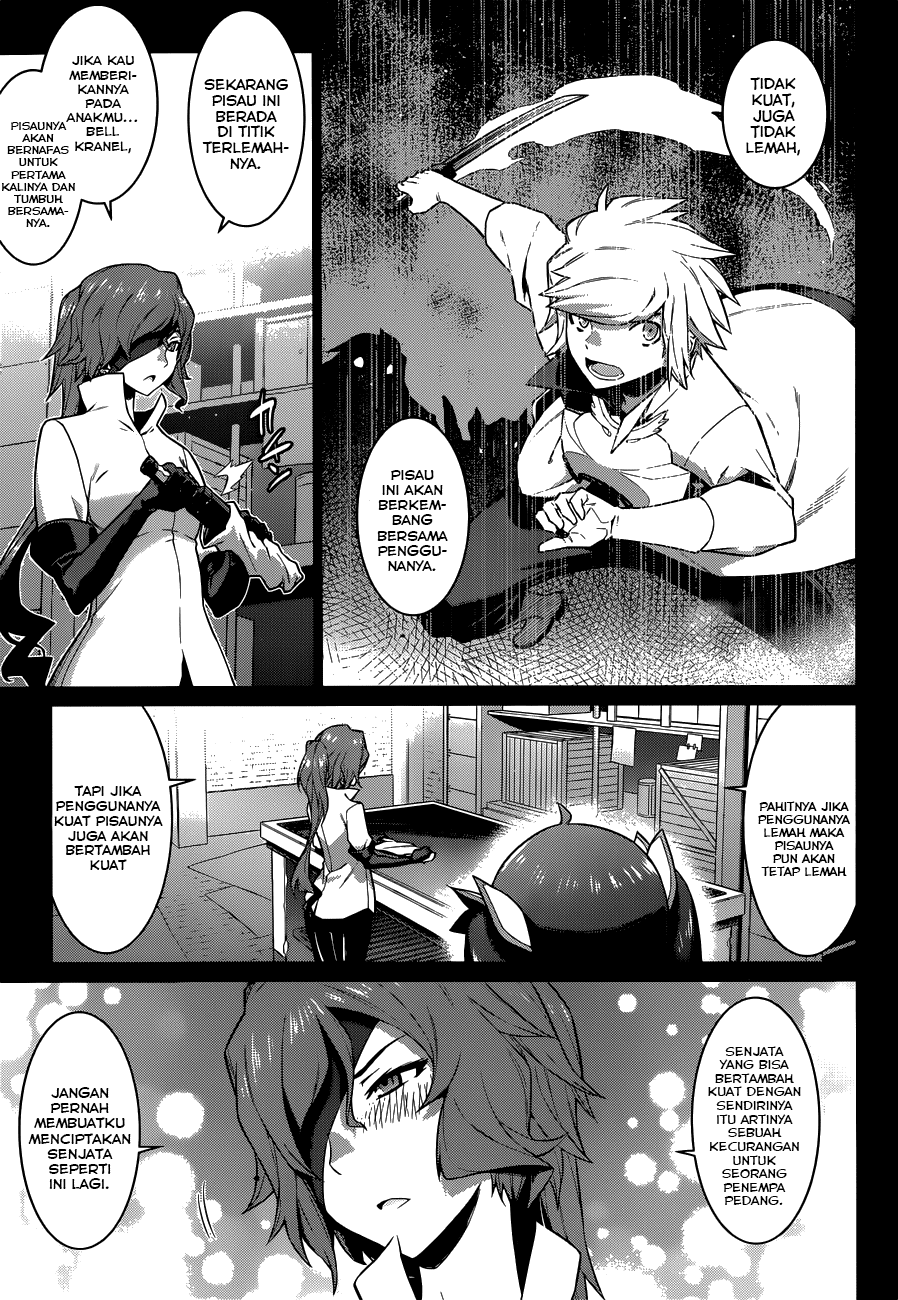 TIDAK
KUAT,
JUGA
TIDAK
LEMAH,
PISAU
INI AKAN
BERKEM-
BANG
BERSAMA
PENGGU-
NANYA.
SEKARANG
PISAU INI
BERADA
DI TITIK
TERLEMAH-
NYA.
JIKA KAU
MEMBERI-
KANNYA
PADA
ANAKMU...
BELL
KRANEL,
PISAUNYA
AKAN
BERNAFAS
UNTUK
PERTAMA
KALINYA DAN
TUMBUH
BERSAMA-
NYA.
PAHITNYA JIKA
PENGGUNANYA
LEMAH MAKA
PISAUNYA
PUN AKAN
TETAP LEMAH.
TAPI JIKA
PENGGUNANYA
KUAT PISAUNYA
JUGA AKAN
BERTAMBAH
KUAT
SENJATA
YANG BISA
BERTAMBAH
KUAT DENGAN
SENDIRINYA
ITU ARTINYA
SEBUAH
KECURANGAN
UNTUK
SEORANG
PENEMPA
PEDANG.
JANGAN
PERNAH
MEMBUATKU
MENCIPTAKAN
SENJATA
SEPERTI
INI LAGI.